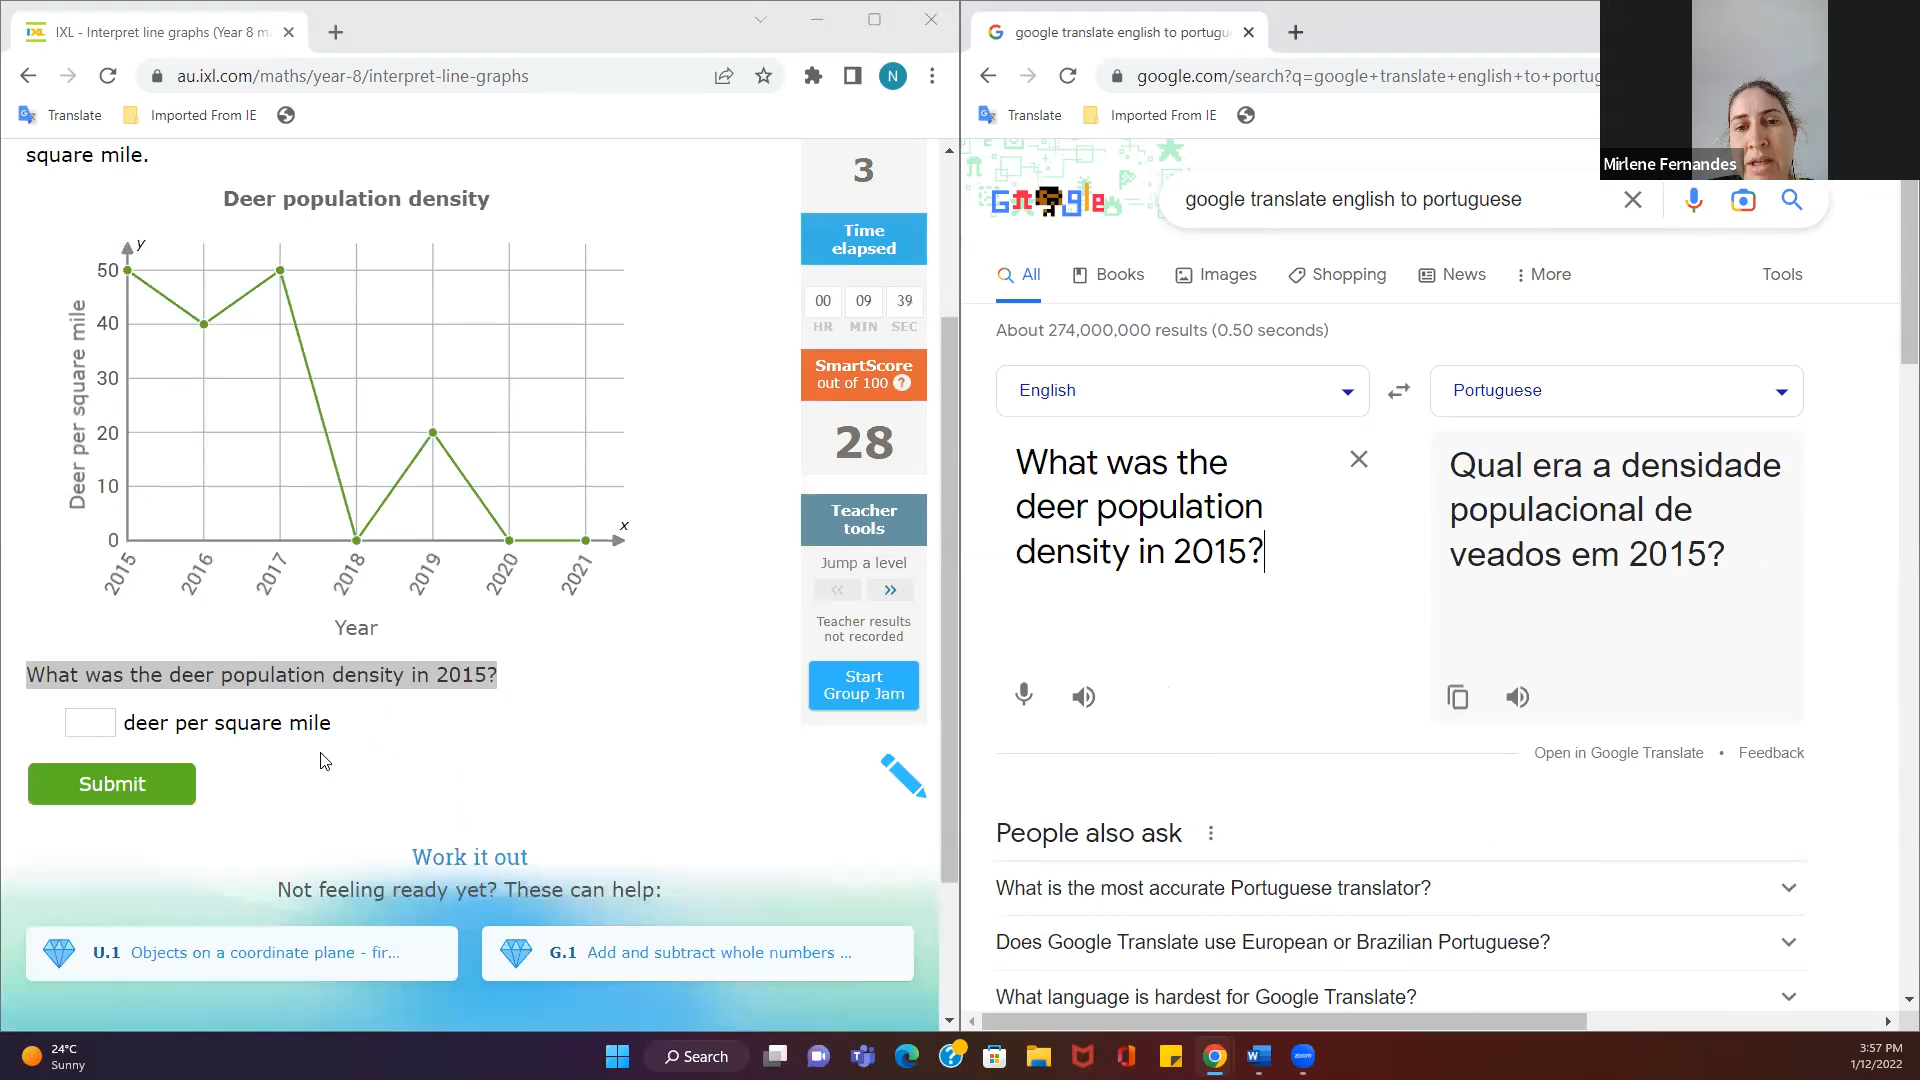 IXL - Interpret line graphs (Year 8 m
au.ixl.com/maths/year-8/interpret-line-graphs
N
Translate
Imported From IE
square mile.
Deer population density
y
50
40
30
20
10
0
Deer per square mile
x
2015
2016
2017
2018
2019
2020
2021
Year
What was the deer population density in 2015?
deer per square mile
Submit
Work it out
Not feeling ready yet? These can help:
U.1 Objects on a coordinate plane - fir...
G.1 Add and subtract whole numbers ...
3
Time
elapsed
00 09 39
HR MIN SEC
SmartScore
out of 100 ?
28
Teacher
tools
Jump a level
Teacher results
not recorded
Start
Group Jam
google translate english to portugu
google.com/search?q=google+translate+english+to+portug
Translate
Imported From IE
Mirlene Fernandes
Google
google translate english to portuguese
All
Books
Images
Shopping
News
More
Tools
About 274,000,000 results (0.50 seconds)
English
Portuguese
What was the
deer population
density in 2015?
Qual era a densidade
populacional de
veados em 2015?
Open in Google Translate • Feedback
People also ask
What is the most accurate Portuguese translator?
Does Google Translate use European or Brazilian Portuguese?
What language is hardest for Google Translate?
24°C
Sunny
Search
zoom
3:57 PM
1/12/2022